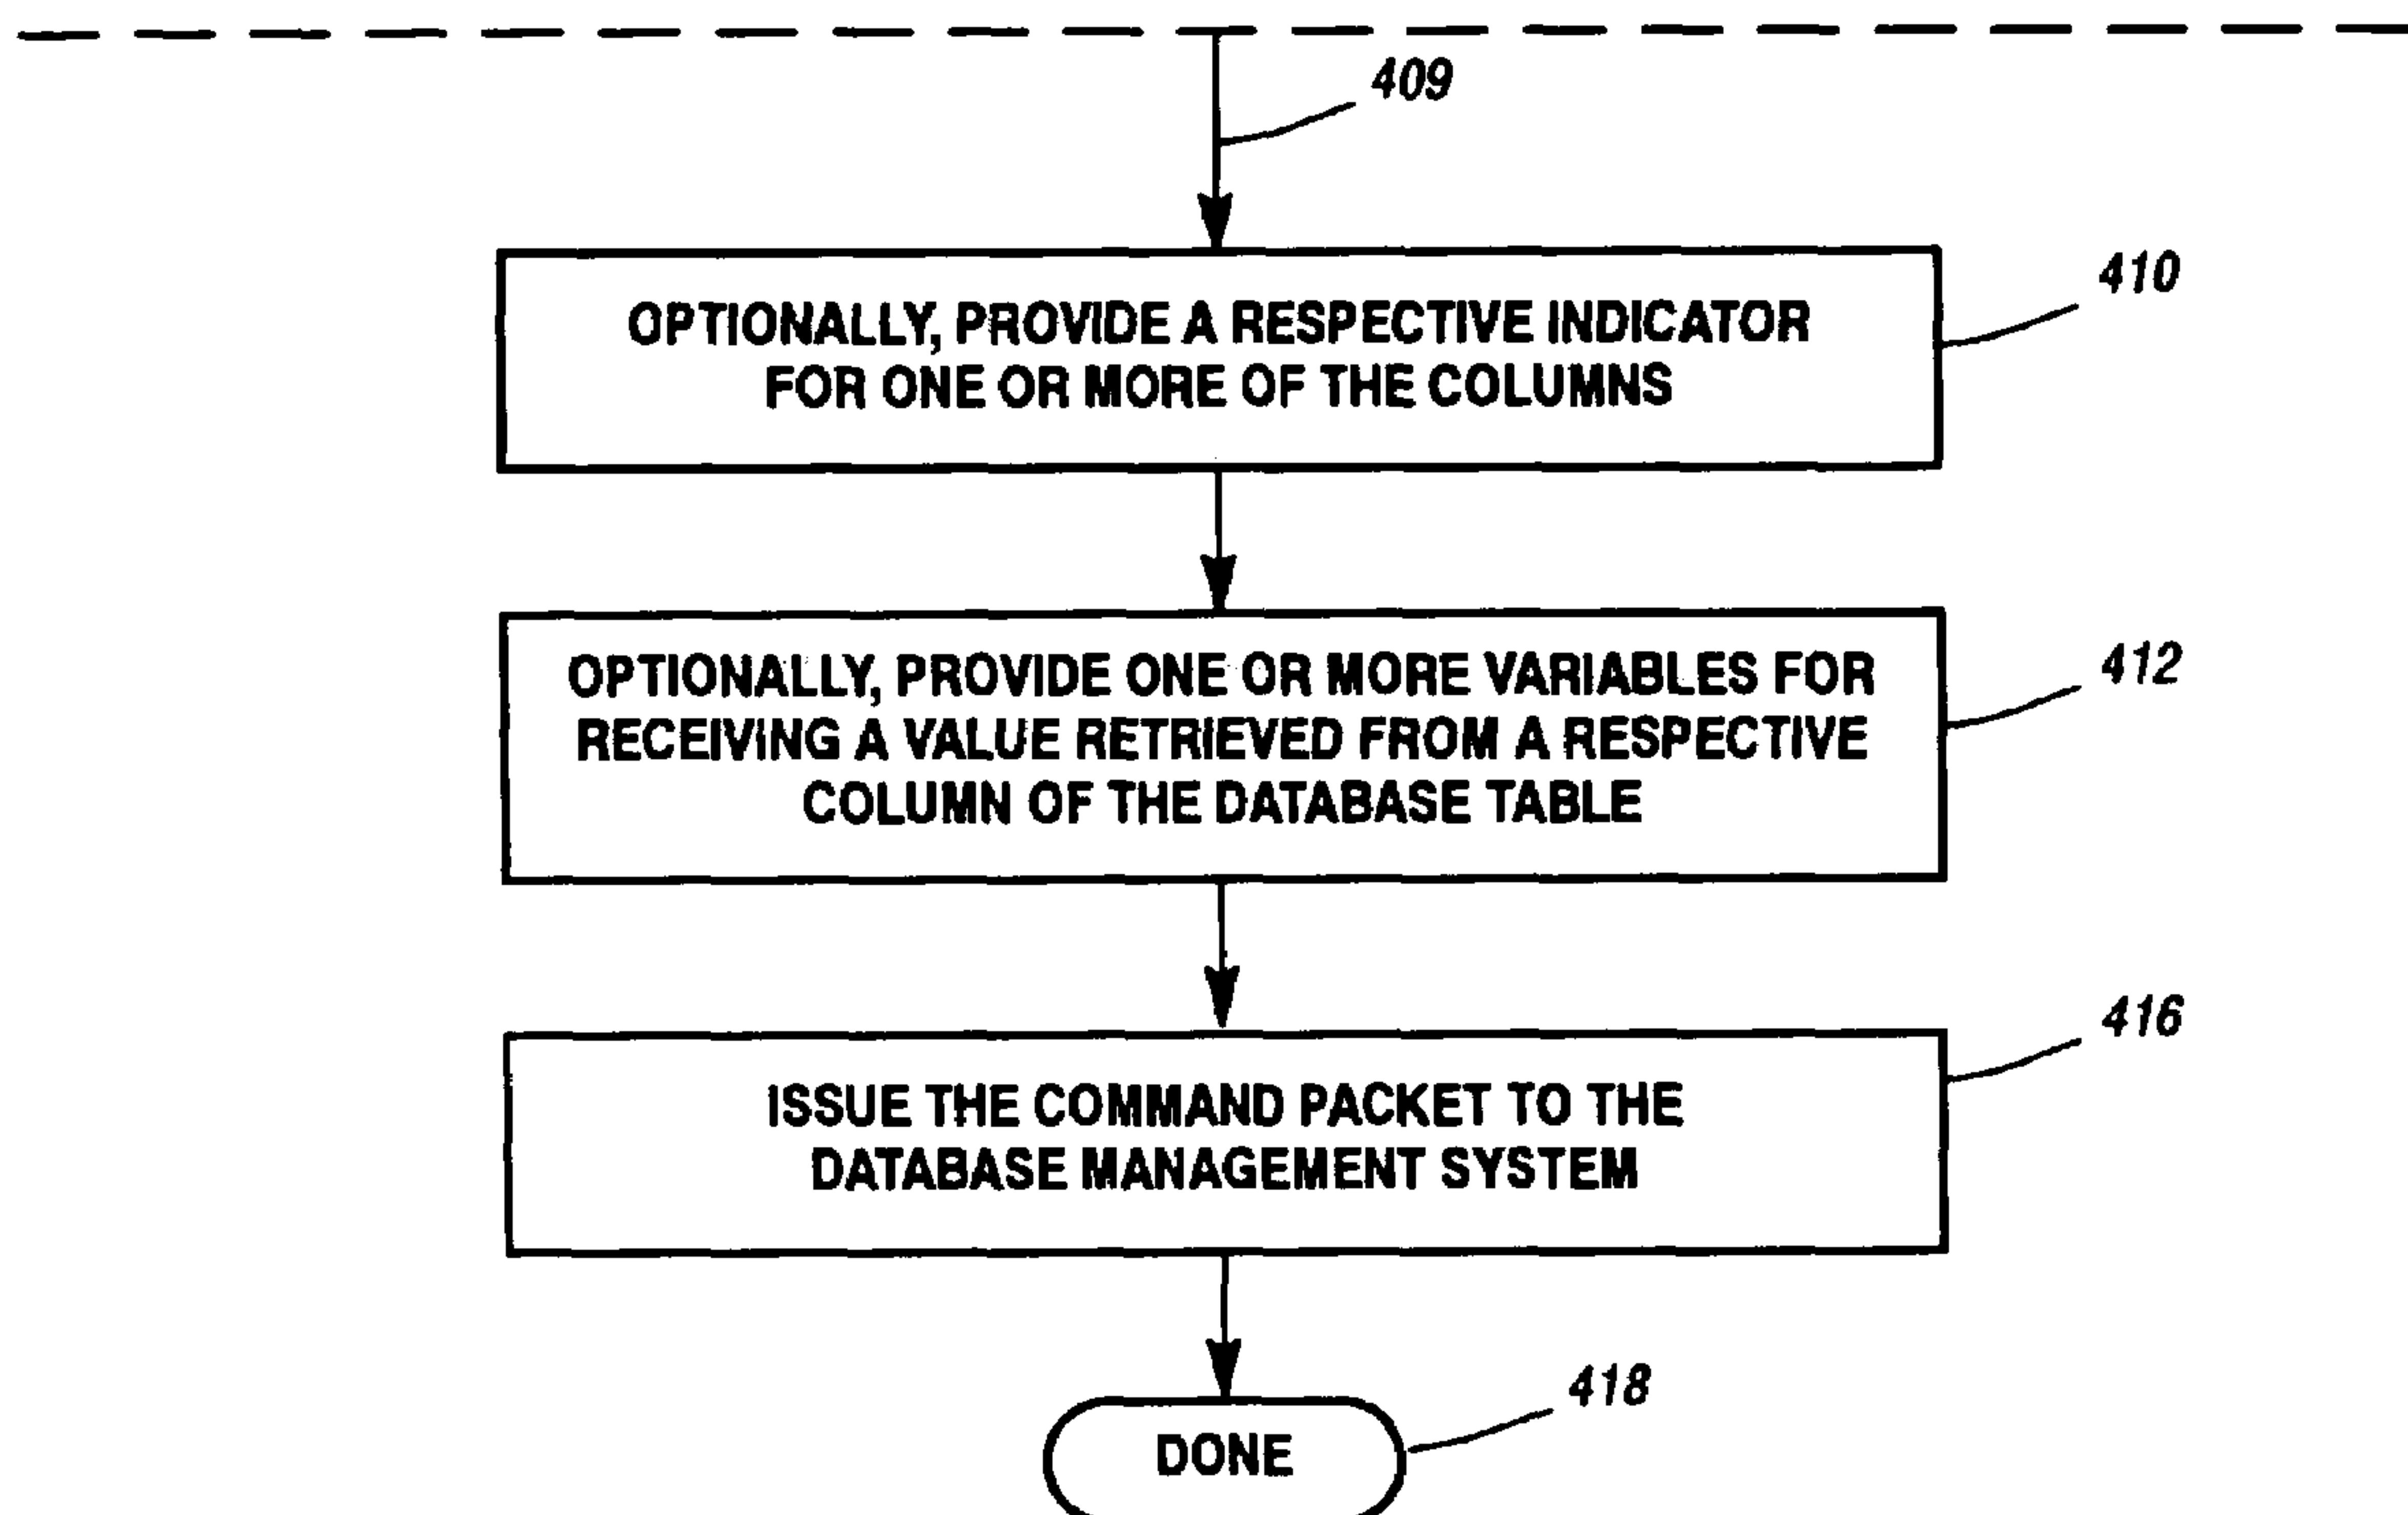 409
410
OPTIONALLY, PROVIDE A RESPECTIVE INDICATOR
FOR ONE OR MORE OF THE COLUMNS
412
OPTIONALLY, PROVIDE ONE OR MORE VARIABLES FOR
RECEIVING A VALUE RETRIEVED FROM A RESPECTIVE
COLUMN OF THE DATABASE TABLE
416
ISSUE THE COMMAND PACKET TO THE
DATABASE MANAGEMENT SYSTEM
418
DONE